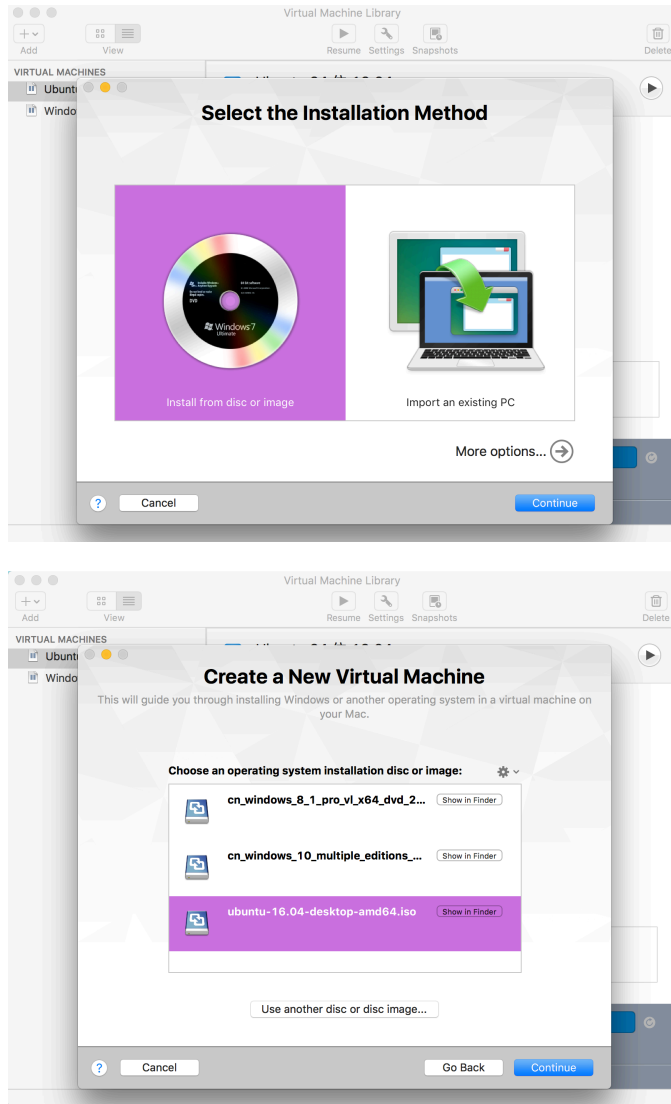 Virtual Machine Library
Add
View
Resume Settings Snapshots
Delete
VIRTUAL MACHINES
Ubunt
Windo
Select the Installation Method
DVD
Windows 7
Ultimate
Install from disc or image
Import an existing PC
More options...
? Cancel
Continue
Virtual Machine Library
Add
View
Resume Settings Snapshots
Delete
VIRTUAL MACHINES
Ubunt
Windo
Create a New Virtual Machine
This will guide you through installing Windows or another operating system in a virtual machine on
your Mac.
Choose an operating system installation disc or image:
cn_windows_8_1_pro_vl_x64_dvd_2... Show in Finder
cn_windows_10_multiple_editions_... Show in Finder
ubuntu-16.04-desktop-amd64.iso Show in Finder
Use another disc or disc image...
? Cancel
Go Back
Continue